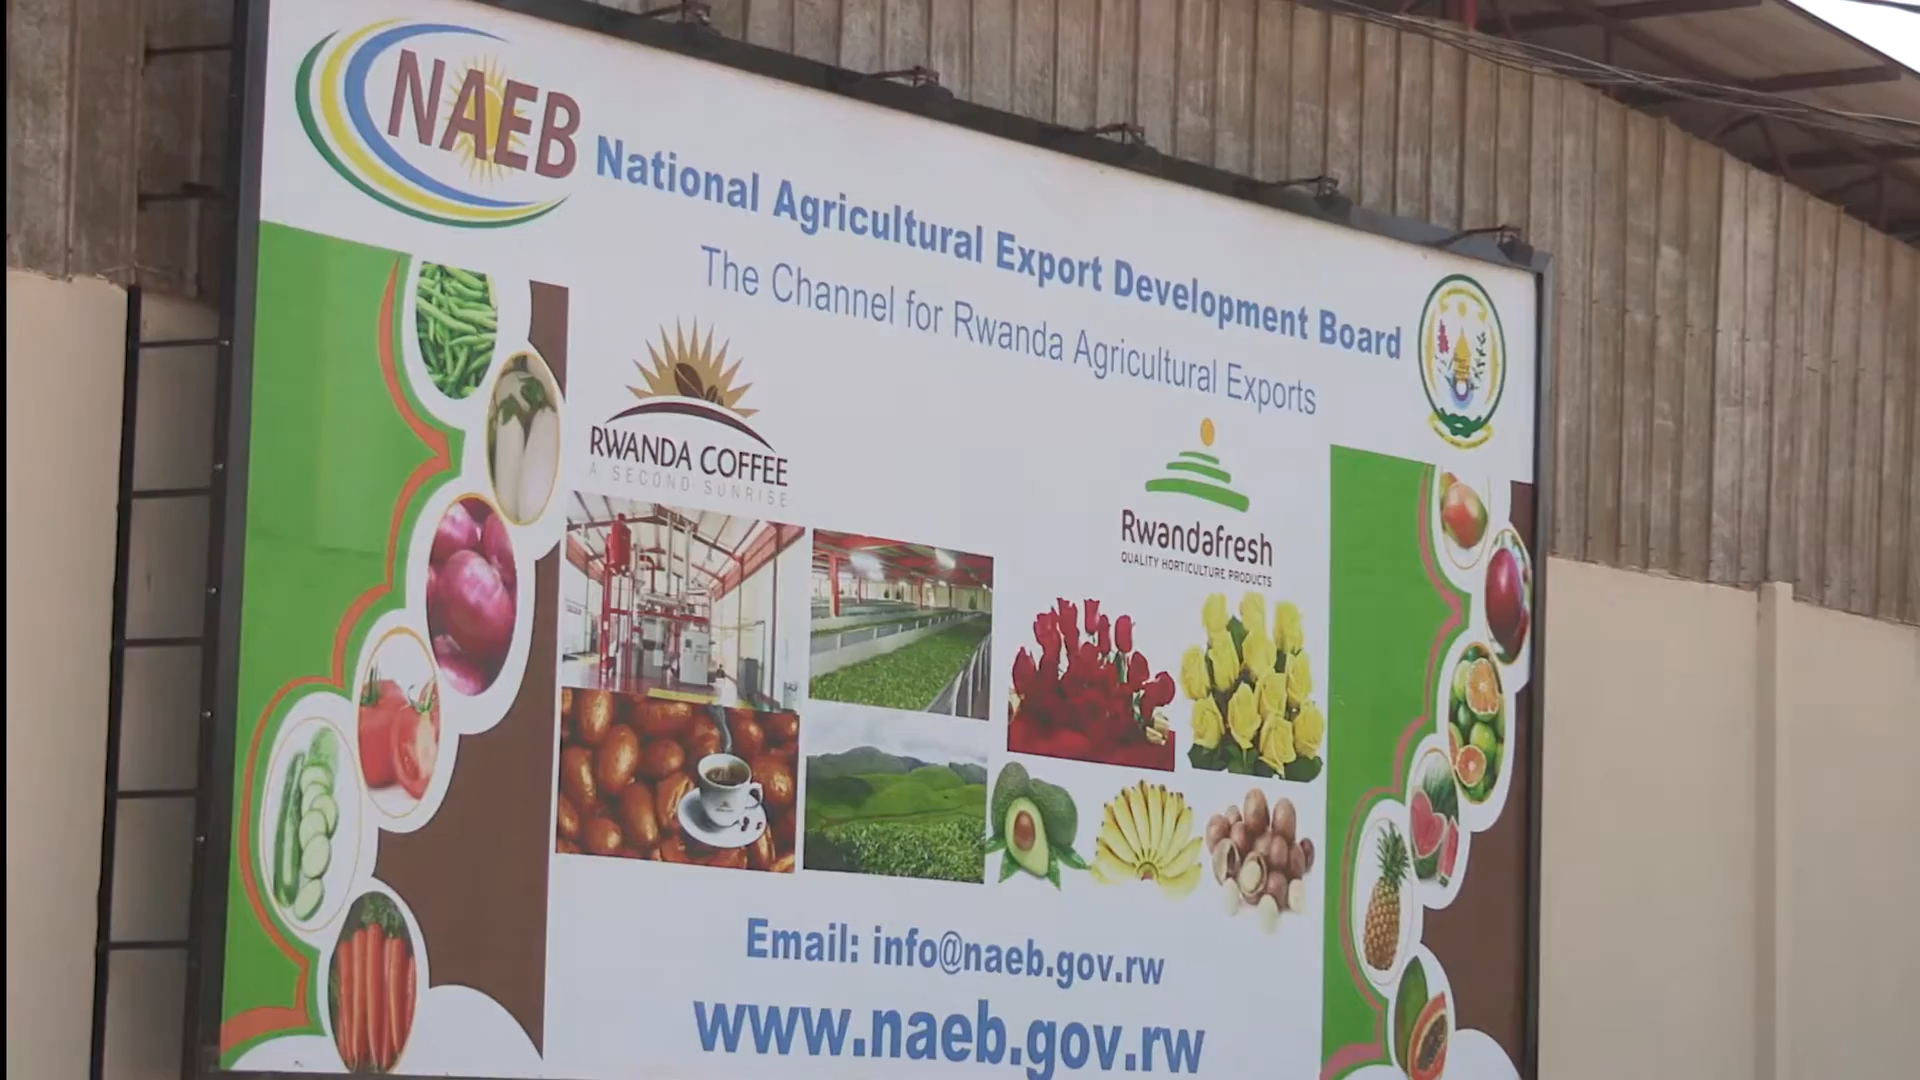 NAEB
National Agricultural Export Development Board
The Channel for Rwanda Agricultural Exports
RWANDA COFFEE
A SECOND SUNRISE
Rwandafresh
QUALITY HORTICULTURE PRODUCTS
Email: info@naeb.gov.rw
www.naeb.gov.rw